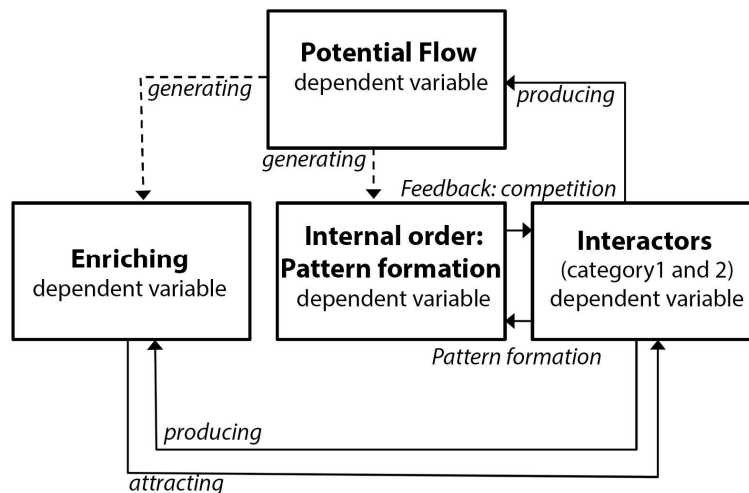 Potential Flow
dependent variable
generating
producing
generating
Feedback: competition
Enriching
dependent variable
Internal order:
Pattern formation
dependent variable
Interactors
(category1 and 2)
dependent variable
Pattern formation
producing
attracting